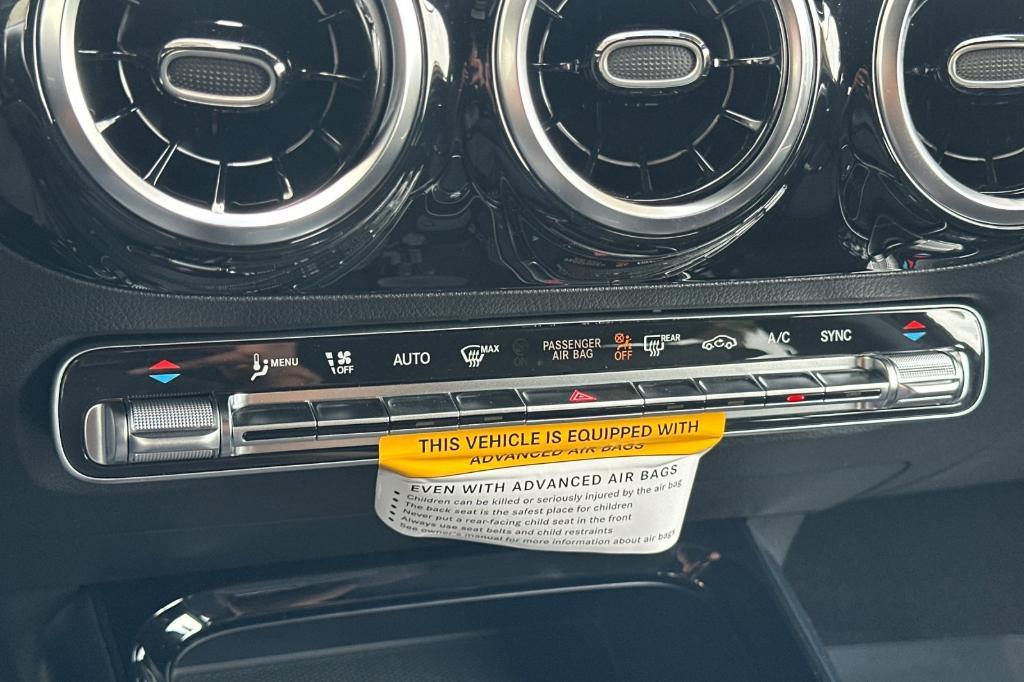 MENU
OFF
AUTO
MAX
PASSENGER
AIR BAG
OFF
REAR
A/C
SYNC
THIS VEHICLE IS EQUIPPED WITH
ADVANCED AIR BAGS
EVEN WITH ADVANCED AIR BAGS
• Children can be killed or seriously injured by the air bag
• The back seat is the safest place for children
• Never put a rear-facing child seat in the front
• Always use seat belts and child restraints
• See owner's manual for more information about air bags